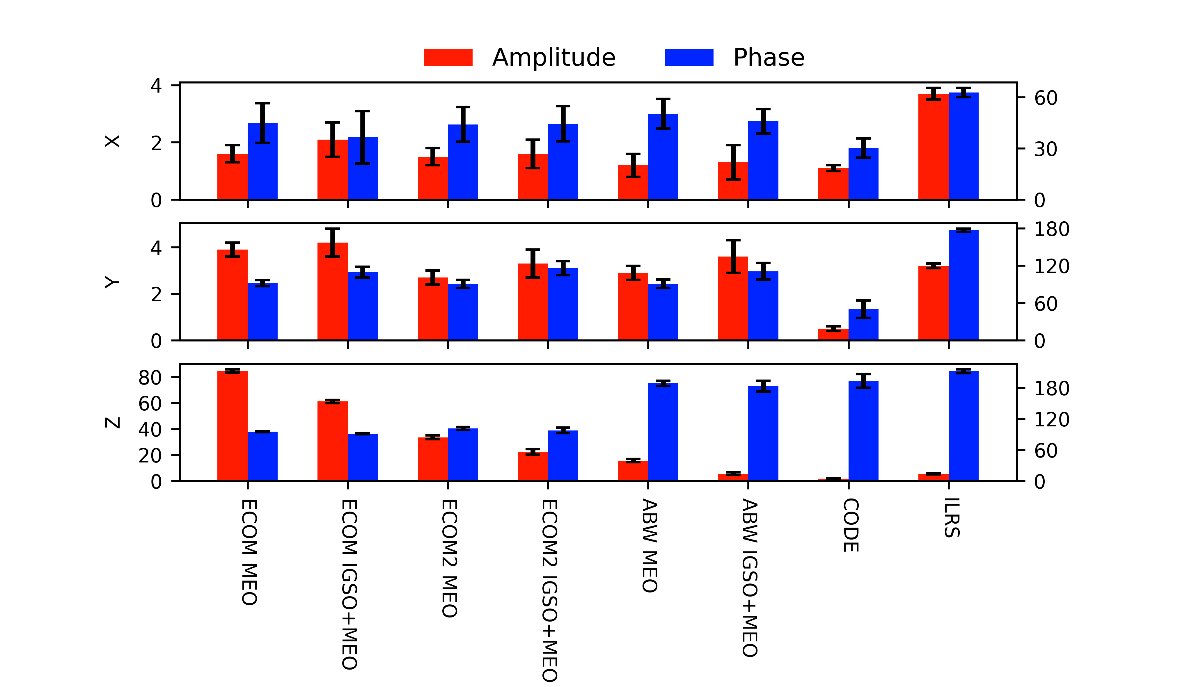 Amplitude Phase
4
2
0
X
60
30
0
4
2
0
Y
180
120
60
0
80
60
40
20
0
Z
180
120
60
0
ECOM MEO
ECOM IGSO+MEO
ECOM2 MEO
ECOM2 IGSO+MEO
ABW MEO
ABW IGSO+MEO
CODE
ILRS